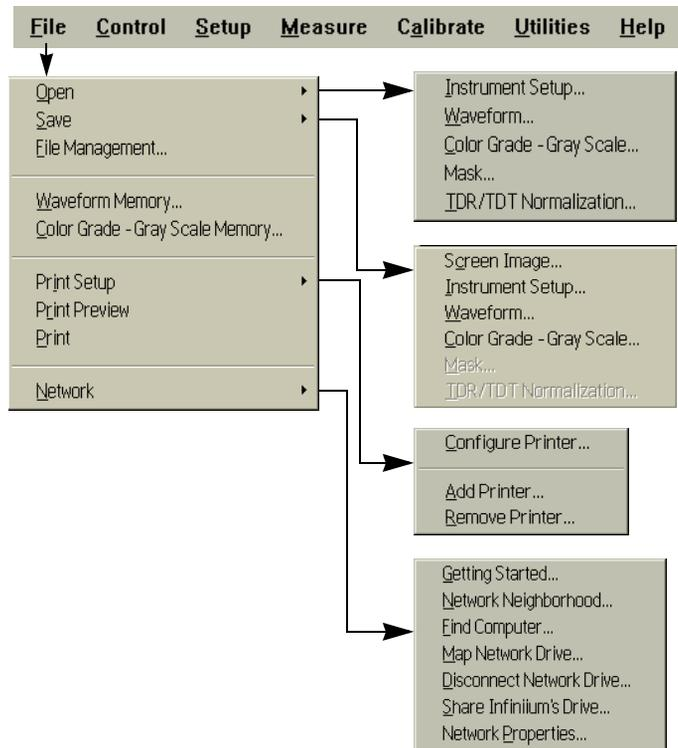 File Control Setup Measure Calibrate Utilities Help
Open
Save
File Management...
Waveform Memory...
Color Grade - Gray Scale Memory...
Print Setup
Print Preview
Print
Network
Instrument Setup...
Waveform...
Color Grade - Gray Scale...
Mask...
TDR/TDT Normalization...
Screen Image...
Instrument Setup...
Waveform...
Color Grade - Gray Scale...
Mask...
TDR/TDT Normalization...
Configure Printer...
Add Printer...
Remove Printer...
Getting Started...
Network Neighborhood...
Find Computer...
Map Network Drive...
Disconnect Network Drive...
Share Infiniium's Drive...
Network Properties...